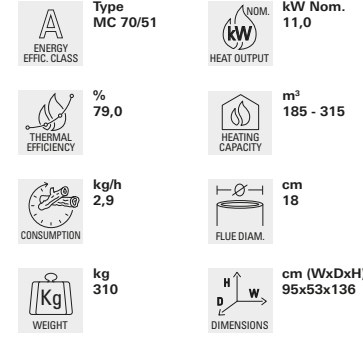 A
ENERGY
EFFIC. CLASS
Type
MC 70/51
NOM.
kW
HEAT OUTPUT
kW Nom.
11,0
THERMAL
EFFICIENCY
%
79,0
HEATING
CAPACITY
m³
185 - 315
CONSUMPTION
kg/h
2,9
Ø
FLUE DIAM.
cm
18
Kg
WEIGHT
kg
310
H
W
D
DIMENSIONS
cm (WxDxH)
95x53x136